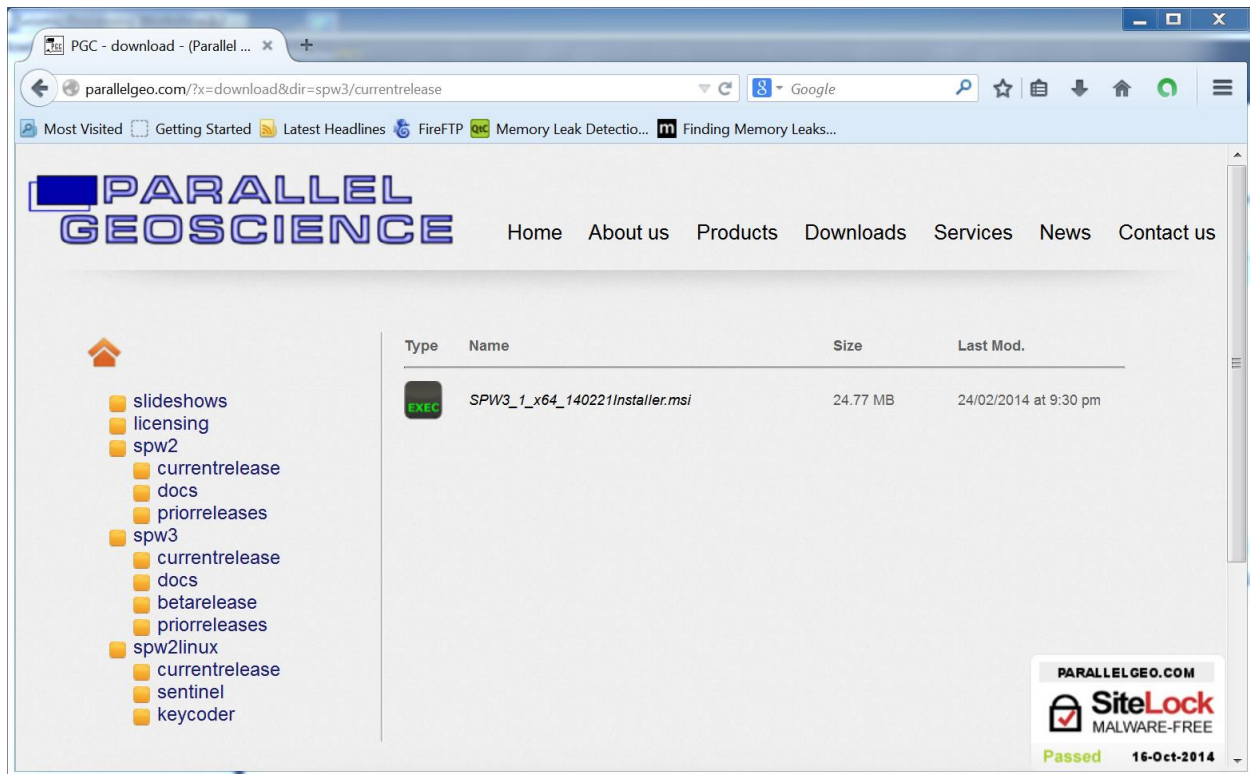 PGC - download - (Parallel ...
parallelgeo.com/?x=download&dir=spw3/currentrelease
Google
Most Visited Getting Started Latest Headlines FireFTP Memory Leak Detectio... Finding Memory Leaks...
PARALLEL
GEOSCIENCE
Home About us Products Downloads Services News Contact us
Type Name Size Last Mod.
EXEC SPW3_1_x64_140221Installer.msi 24.77 MB 24/02/2014 at 9:30 pm
slideshows
licensing
spw2
currentrelease
docs
priorreleases
spw3
currentrelease
docs
betarelease
priorreleases
spw2linux
currentrelease
sentinel
keycoder
PARALLELGEO.COM
SiteLock
MALWARE-FREE
Passed 16-Oct-2014